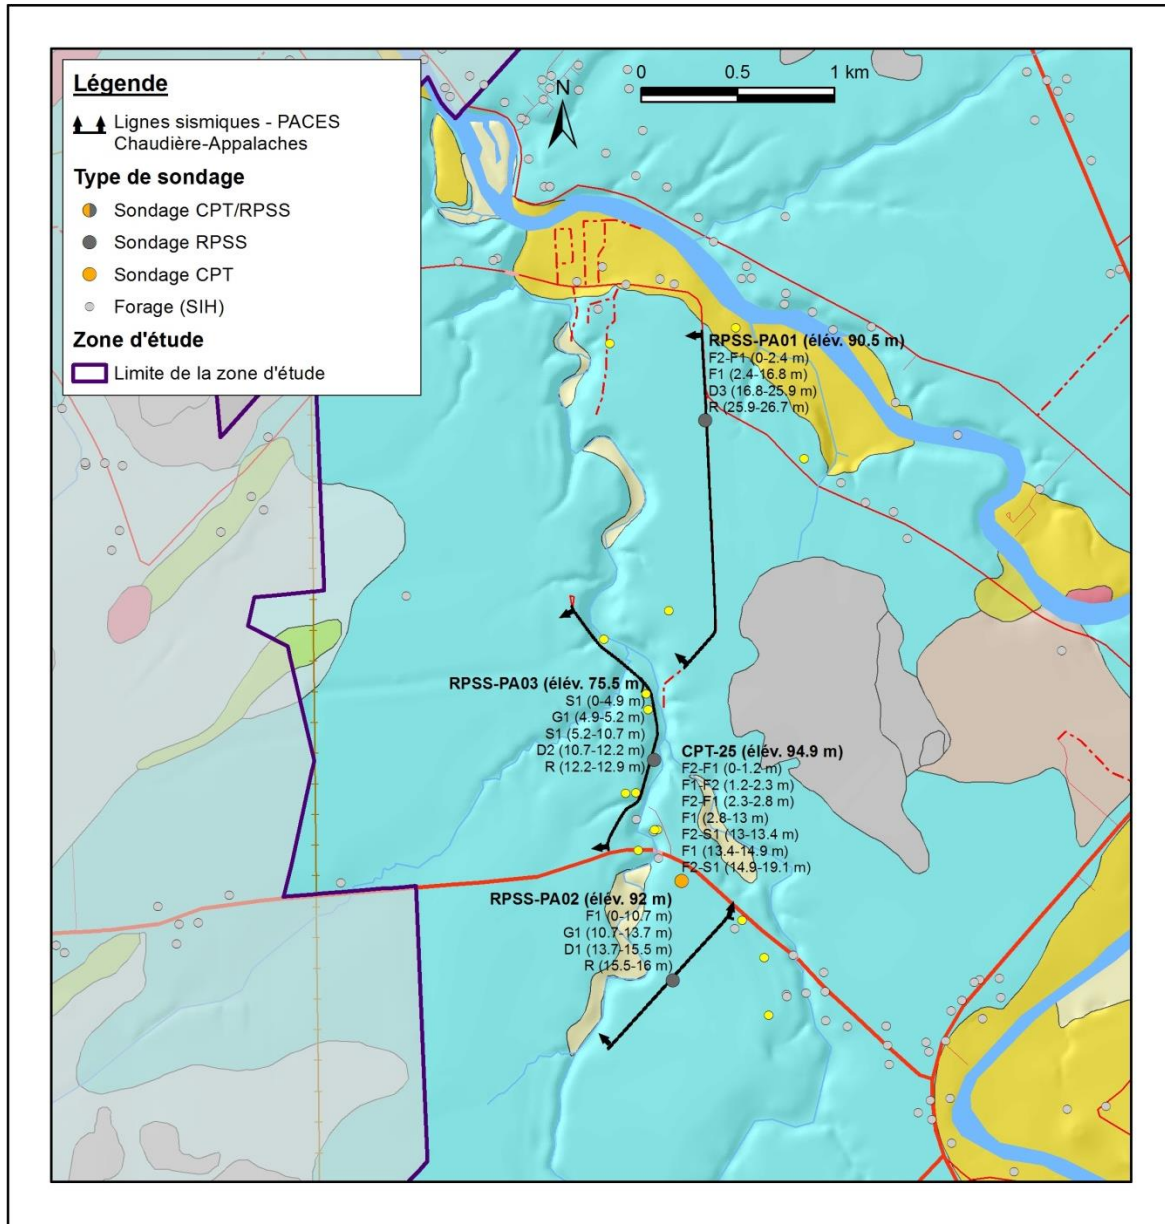 Légende
Lignes sismiques - PACES
Chaudière-Appalaches
Type de sondage
Sondage CPT/RPSS
Sondage RPSS
Sondage CPT
Forage (SIH)
Zone d'étude
Limite de la zone d'étude
0 0.5 1 km
N
RPSS-PA01 (élév. 90.5 m)
F2-F1 (0-2.4 m)
F1 (2.4-16.8 m)
D3 (16.8-25.9 m)
R (25.9-26.7 m)
RPSS-PA03 (élév. 75.5 m)
S1 (0-4.9 m)
G1 (4.9-5.2 m)
S1 (5.2-10.7 m)
D2 (10.7-12.2 m)
R (12.2-12.9 m)
CPT-25 (élév. 94.9 m)
F2-F1 (0-1.2 m)
F1-F2 (1.2-2.3 m)
F2-F1 (2.3-2.8 m)
F1 (2.8-13 m)
F2-S1 (13-13.4 m)
F1 (13.4-14.9 m)
F2-S1 (14.9-19.1 m)
RPSS-PA02 (élév. 92 m)
F1 (0-10.7 m)
G1 (10.7-13.7 m)
D1 (13.7-15.5 m)
R (15.5-16 m)